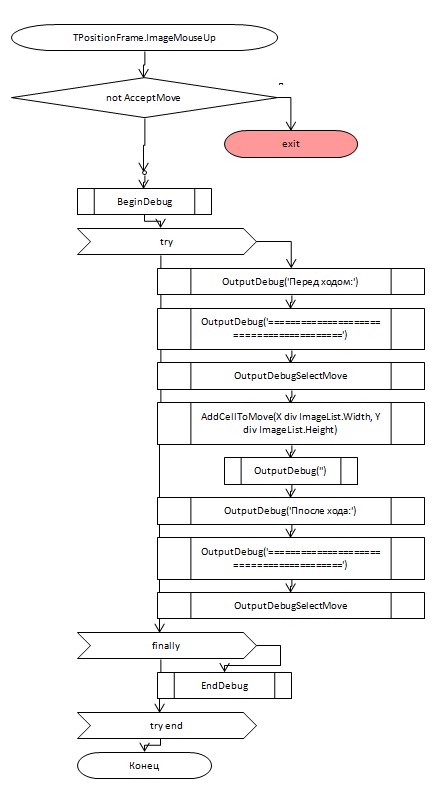 TPositionFrame.ImageMouseUp
not AcceptMove
exit
BeginDebug
try
OutputDebug('Перед ходом:')
OutputDebug('=====================
====================')
OutputDebugSelectMove
AddCellToMove(X div ImageList.Width, Y
div ImageList.Height)
OutputDebug('')
OutputDebug('Ппосле хода:')
OutputDebug('=====================
====================')
OutputDebugSelectMove
finally
EndDebug
try end
Конец